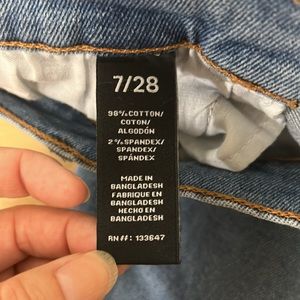 7/28
98% COTTON/
COTON/
ALGODÓN
2% SPANDEX/
SPANDEX/
SPÁNDEX
MADE IN
BANGLADESH
FABRIQUE EN
BANGLADESH
HECHO EN
BANGLADESH
RN#: 133647